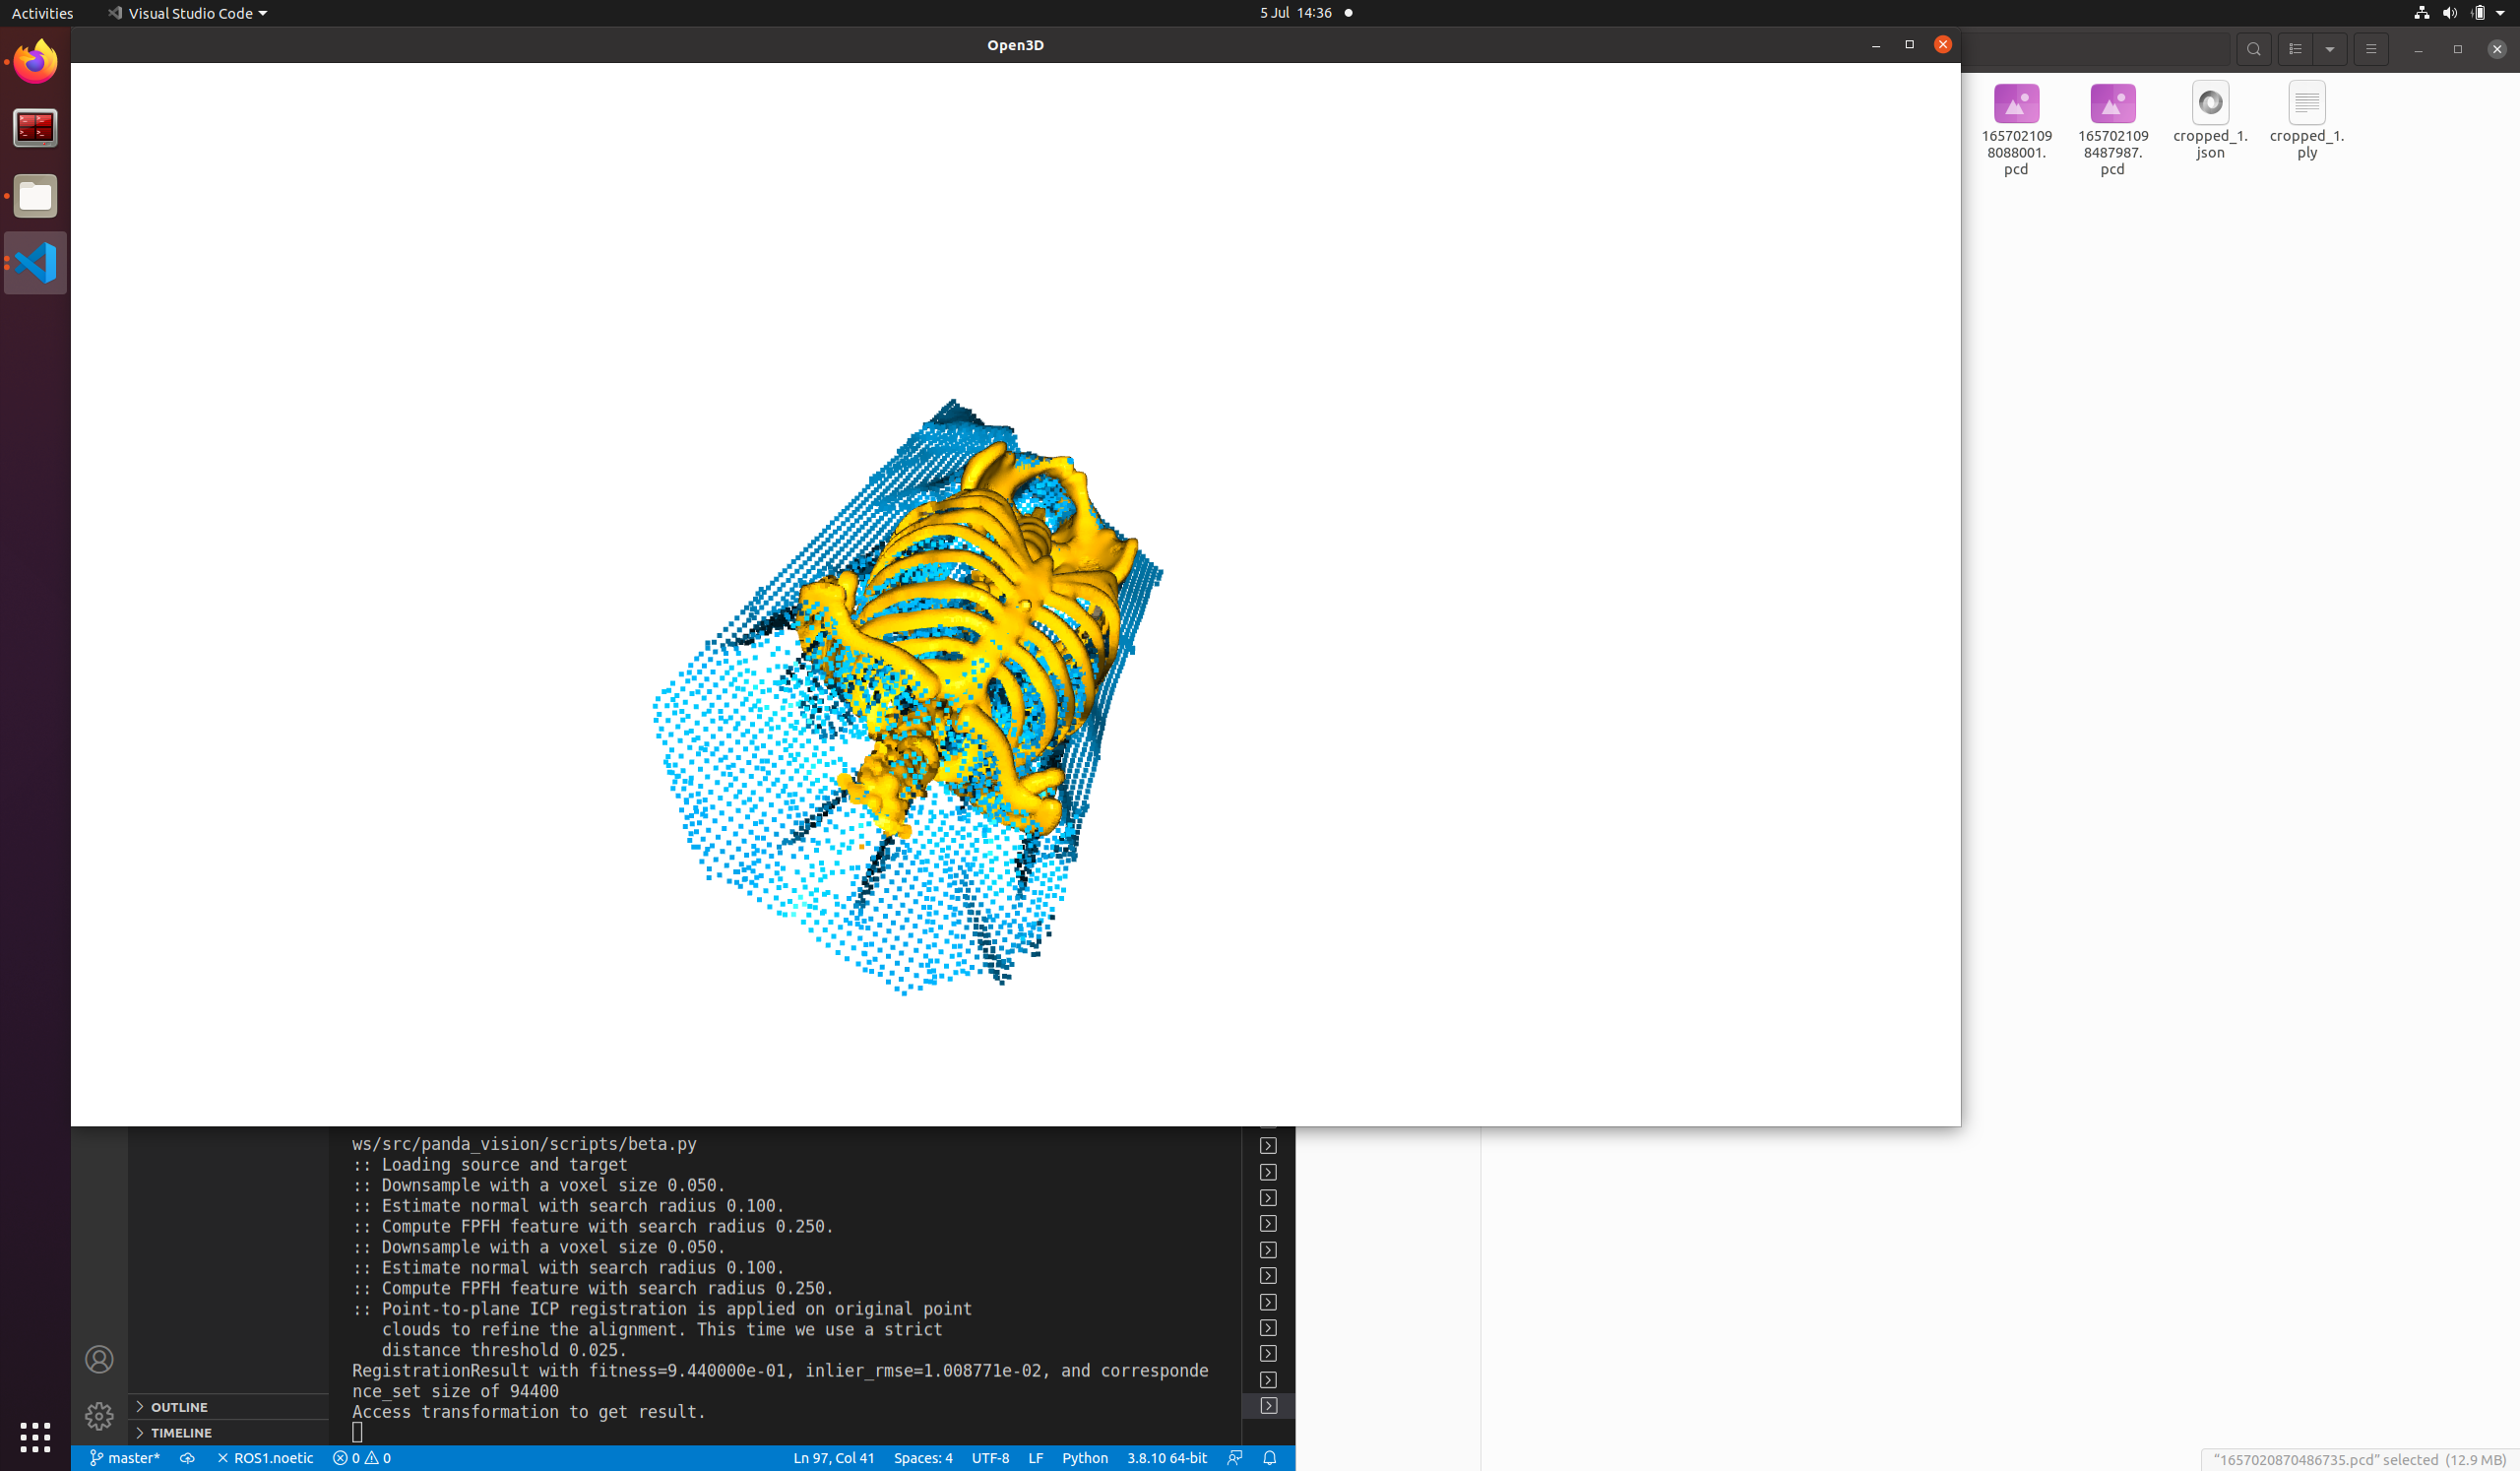 Activities
Visual Studio Code
5 Jul 14:36
Open3D
165702109
8088001.
pcd
165702109
8487987.
pcd
cropped_1.
json
cropped_1.
ply
ws/src/panda_vision/scripts/beta.py
:: Loading source and target
:: Downsample with a voxel size 0.050.
:: Estimate normal with search radius 0.100.
:: Compute FPFH feature with search radius 0.250.
:: Downsample with a voxel size 0.050.
:: Estimate normal with search radius 0.100.
:: Compute FPFH feature with search radius 0.250.
:: Point-to-plane ICP registration is applied on original point
clouds to refine the alignment. This time we use a strict
distance threshold 0.025.
RegistrationResult with fitness=9.440000e-01, inlier_rmse=1.008771e-02, and corresponde
nce_set size of 94400
Access transformation to get result.
OUTLINE
TIMELINE
master*
ROS1.noetic
0
0
Ln 97, Col 41
Spaces: 4
UTF-8
LF
Python
3.8.10 64-bit
“1657020870486735.pcd” selected (12.9 MB)